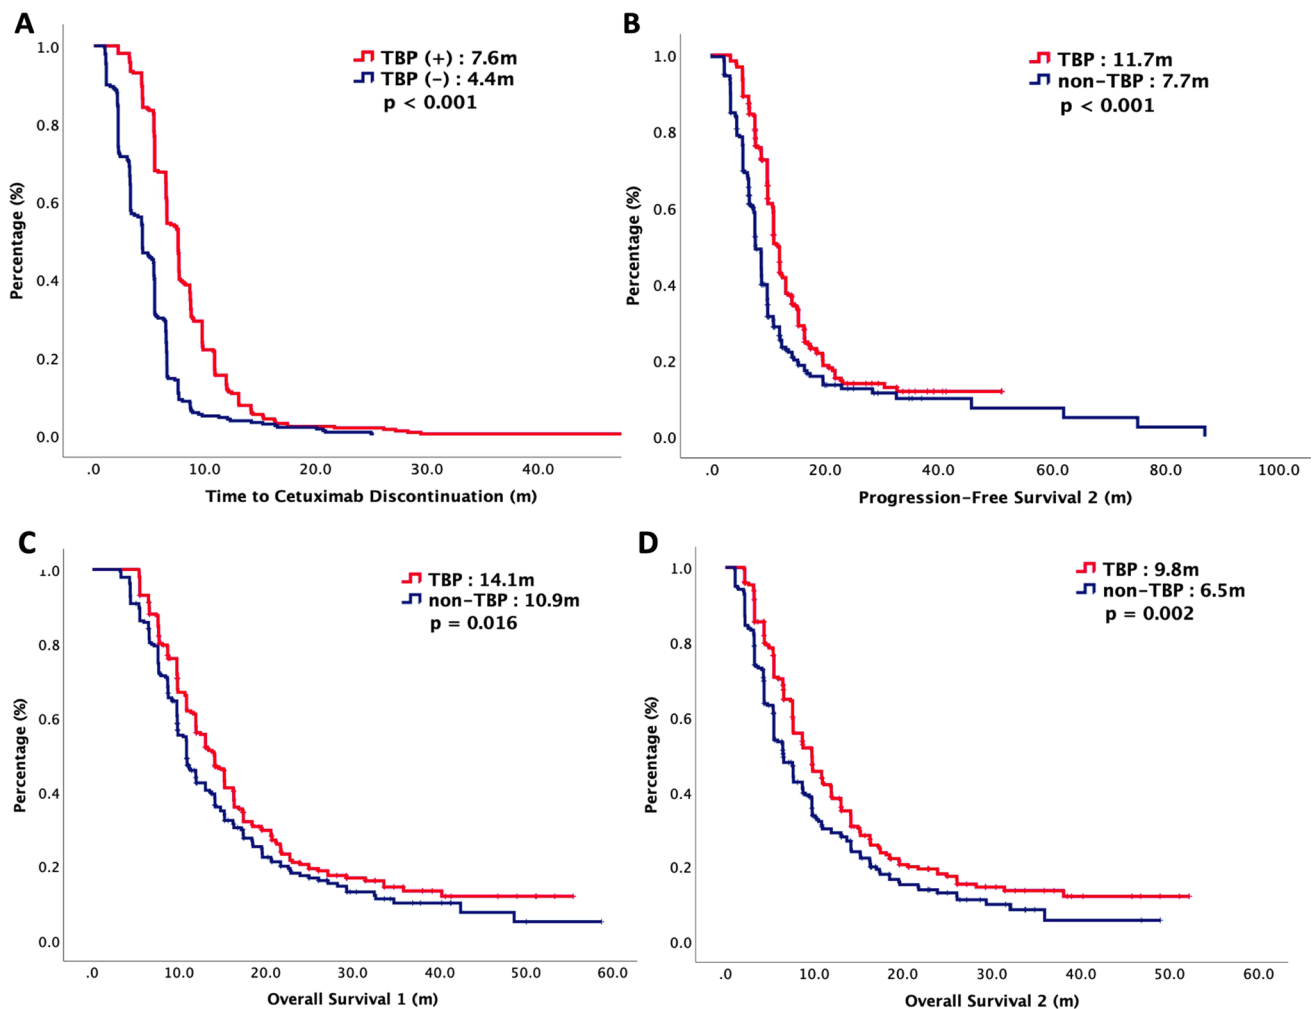 A
TBP (+) : 7.6m
TBP (−) : 4.4m
p < 0.001
Percentage (%)
1.0
0.8
0.6
0.4
0.2
0.0
.0 10.0 20.0 30.0 40.0
Time to Cetuximab Discontinuation (m)
B
TBP : 11.7m
non−TBP : 7.7m
p < 0.001
Percentage (%)
1.0
0.8
0.6
0.4
0.2
0.0
.0 20.0 40.0 60.0 80.0 100.0
Progression−Free Survival 2 (m)
C
TBP : 14.1m
non−TBP : 10.9m
p = 0.016
Percentage (%)
1.0
0.8
0.6
0.4
0.2
0.0
.0 10.0 20.0 30.0 20.0 50.0 60.0
Overall Survival 1 (m)
D
TBP : 9.8m
non−TBP : 6.5m
p = 0.002
Percentage (%)
1.0
0.8
0.6
0.4
0.2
0.0
.0 10.0 20.0 30.0 40.0 50.0 60.0
Overall Survival 2 (m)